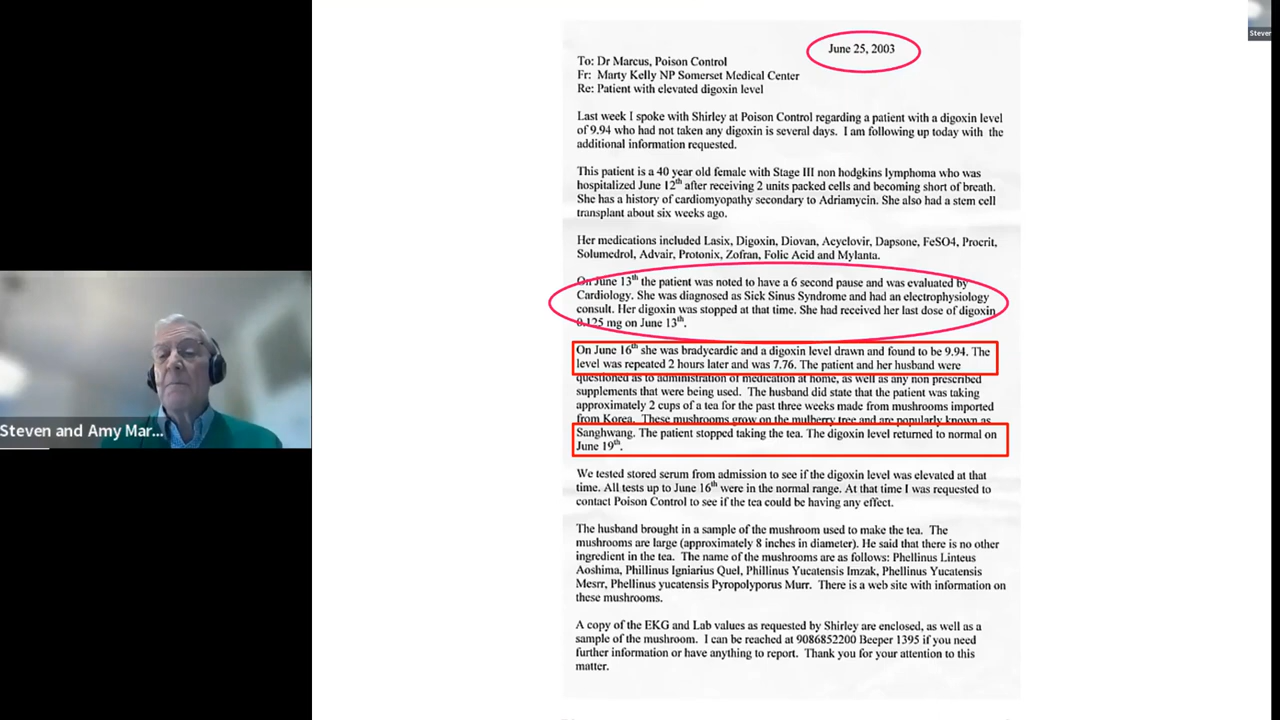 June 25, 2003
To: Dr Marcus, Poison Control
Fr: Marty Kelly NP Somerset Medical Center
Re: Patient with elevated digoxin level
Last week I spoke with Shirley at Poison Control regarding a patient with a digoxin level
of 9.94 who had not taken any digoxin is several days. I am following up today with the
additional information requested.
This patient is a 40 year old female with Stage III non hodgkins lymphoma who was
hospitalized June 12th after receiving 2 units packed cells and becoming short of breath.
She has a history of cardiomyopathy secondary to Adriamycin. She also had a stem cell
transplant about six weeks ago.
Her medications included Lasix, Digoxin, Diovan, Acyclovir, Dapsone, FeSO4, Procrit,
Solumedrol, Advair, Protonix, Zofran, Folic Acid and Mylanta.
On June 13th the patient was noted to have a 6 second pause and was evaluated by
Cardiology. She was diagnosed as Sick Sinus Syndrome and had an electrophysiology
consult. Her digoxin was stopped at that time. She had received her last dose of digoxin
0.125 mg on June 13th.
On June 16th she was bradycardic and a digoxin level drawn and found to be 9.94. The
level was repeated 2 hours later and was 7.76. The patient and her husband were
questioned as to administration of medication at home, as well as any non prescribed
supplements that were being used. The husband did state that the patient was taking
approximately 2 cups of a tea for the past three weeks made from mushrooms imported
from Korea. These mushrooms grow on the mulberry tree and are popularly known as
Sanghwang. The patient stopped taking the tea. The digoxin level returned to normal on
June 19th.
We tested stored serum from admission to see if the digoxin level was elevated at that
time. All tests up to June 16th were in the normal range. At that time I was requested to
contact Poison Control to see if the tea could be having any effect.
The husband brought in a sample of the mushroom used to make the tea. The
mushrooms are large (approximately 8 inches in diameter). He said that there is no other
ingredient in the tea. The name of the mushrooms are as follows: Phellinus Linteus
Aoshima, Phillinus Igniarius Quel, Phillinus Yucatensis Imzak, Phellinus Yucatensis
Mesrr, Phellinus yucatensis Pyropolyporus Murr. There is a web site with information on
these mushrooms.
A copy of the EKG and Lab values as requested by Shirley are enclosed, as well as a
sample of the mushroom. I can be reached at 9086852200 Beeper 1395 if you need
further information or have anything to report. Thank you for your attention to this
matter.
Steven and Amy Mar...
Steven